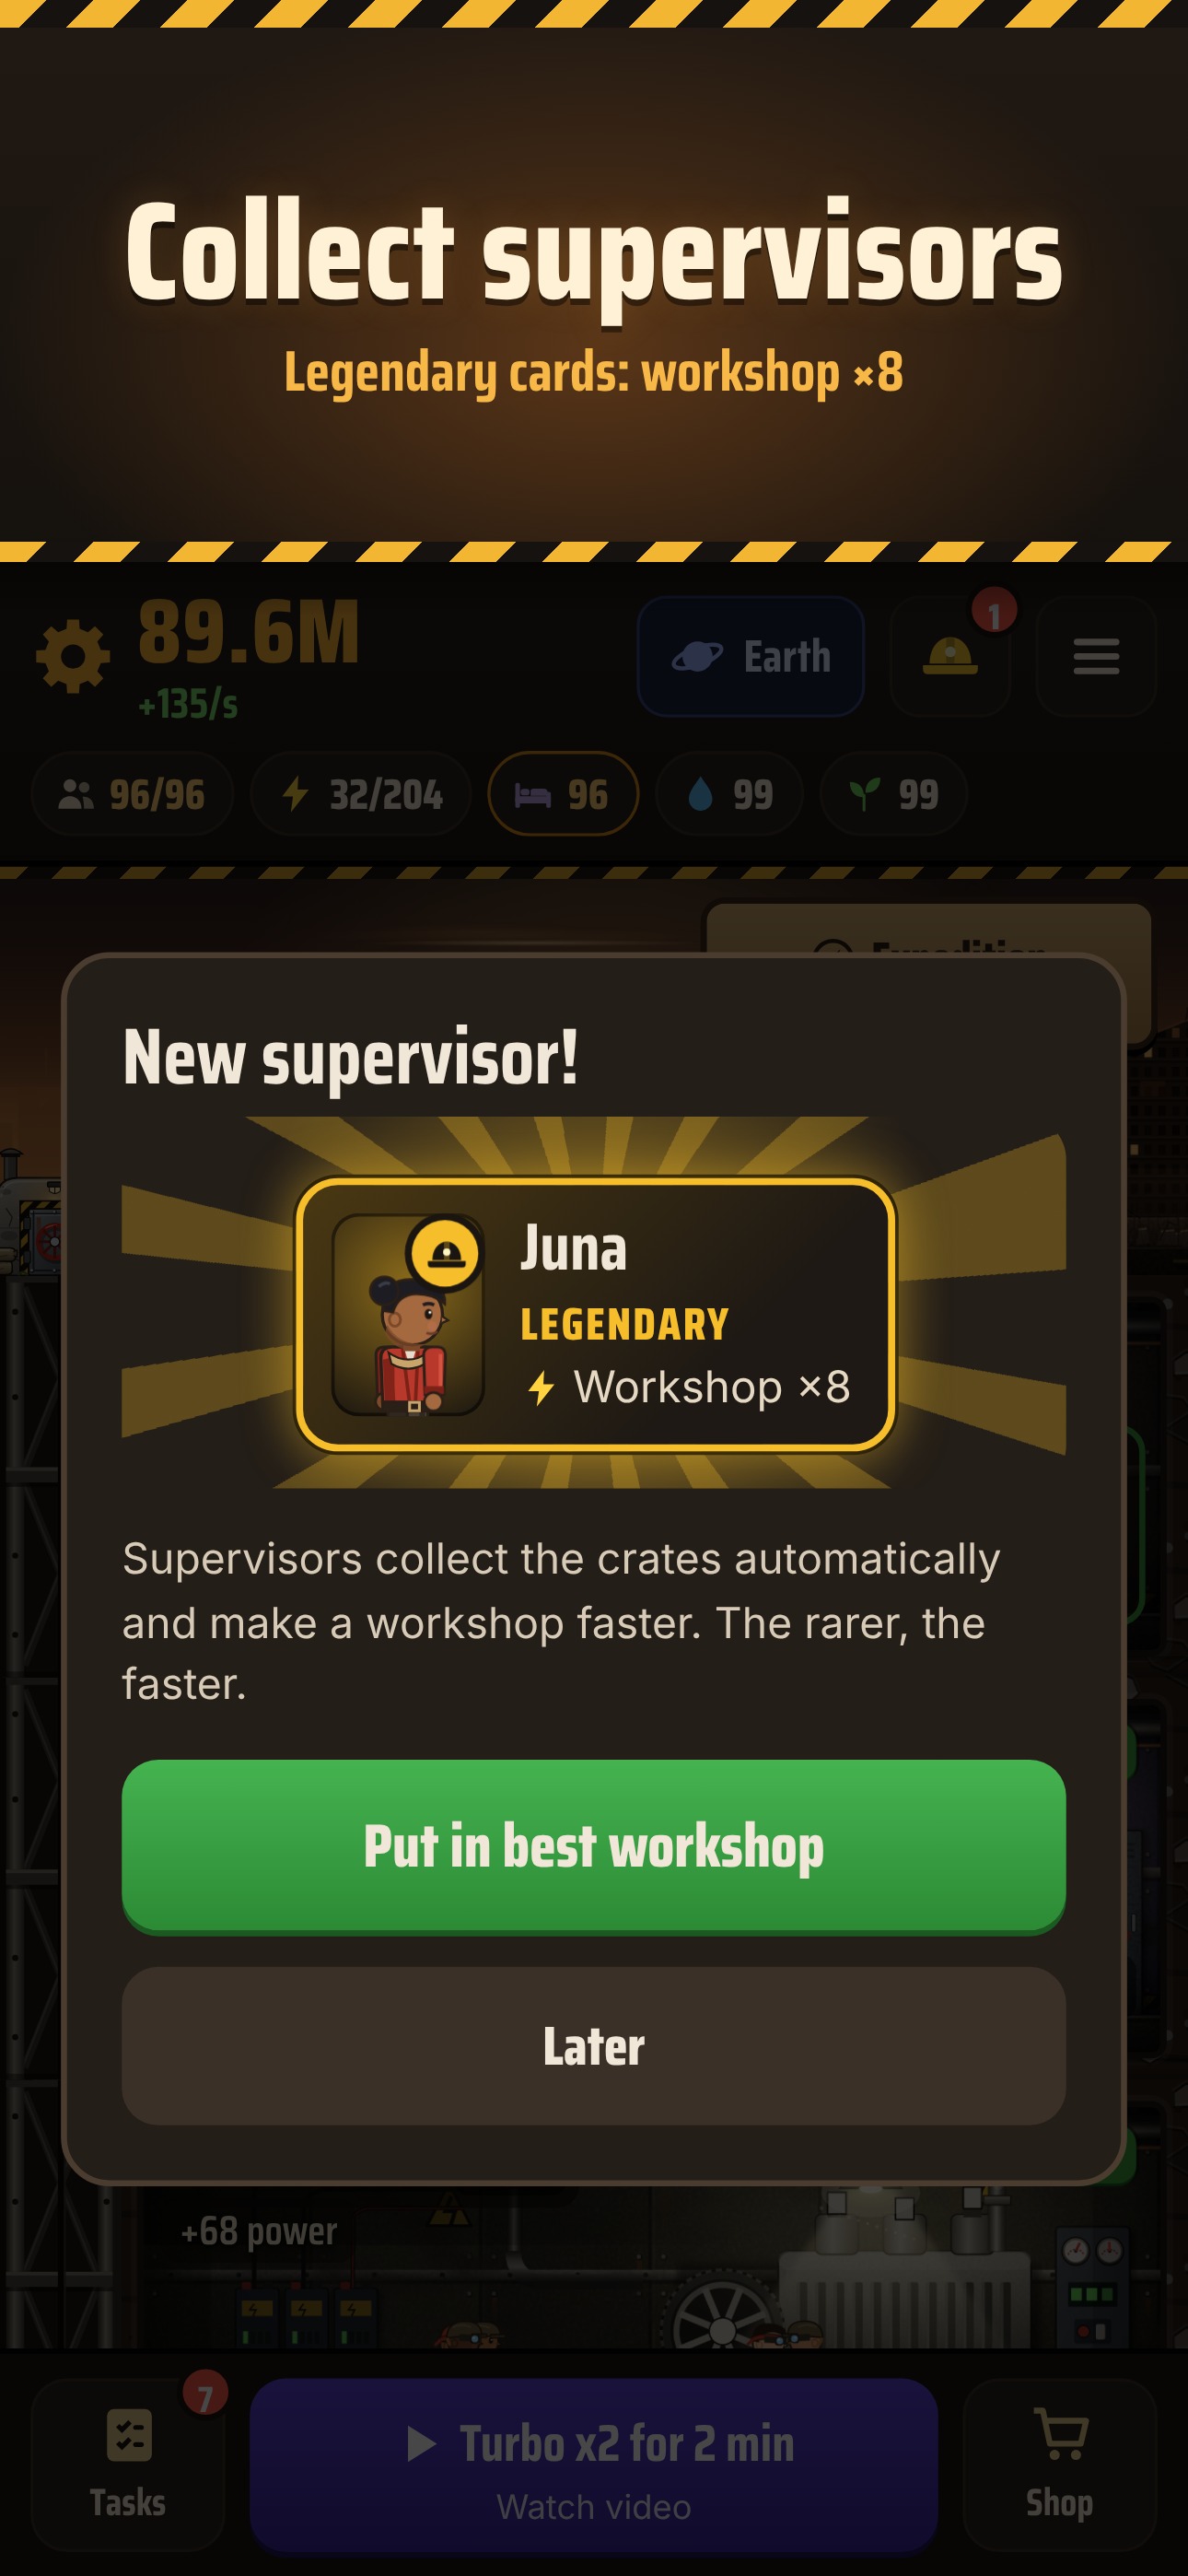 Collect supervisors
Legendary cards: workshop ×8
89.6M
+135/s
Earth
1
96/96
32/204
96
99
99
Expedition
New supervisor!
Juna
LEGENDARY
Workshop ×8
Supervisors collect the crates automatically
and make a workshop faster. The rarer, the
faster.
Put in best workshop
Later
+68 power
7
Tasks
Turbo x2 for 2 min
Watch video
Shop